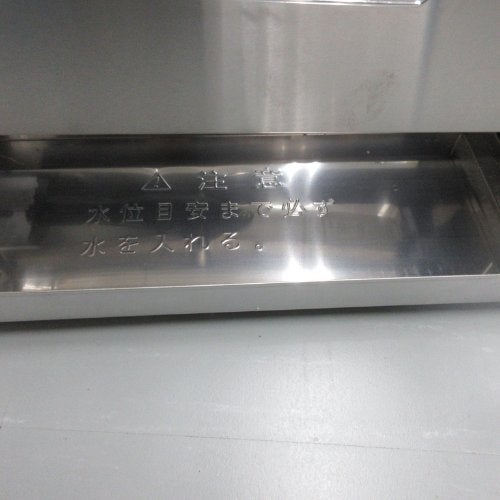 ⚠ 注意
水位目安まで必ず
水を入れる。